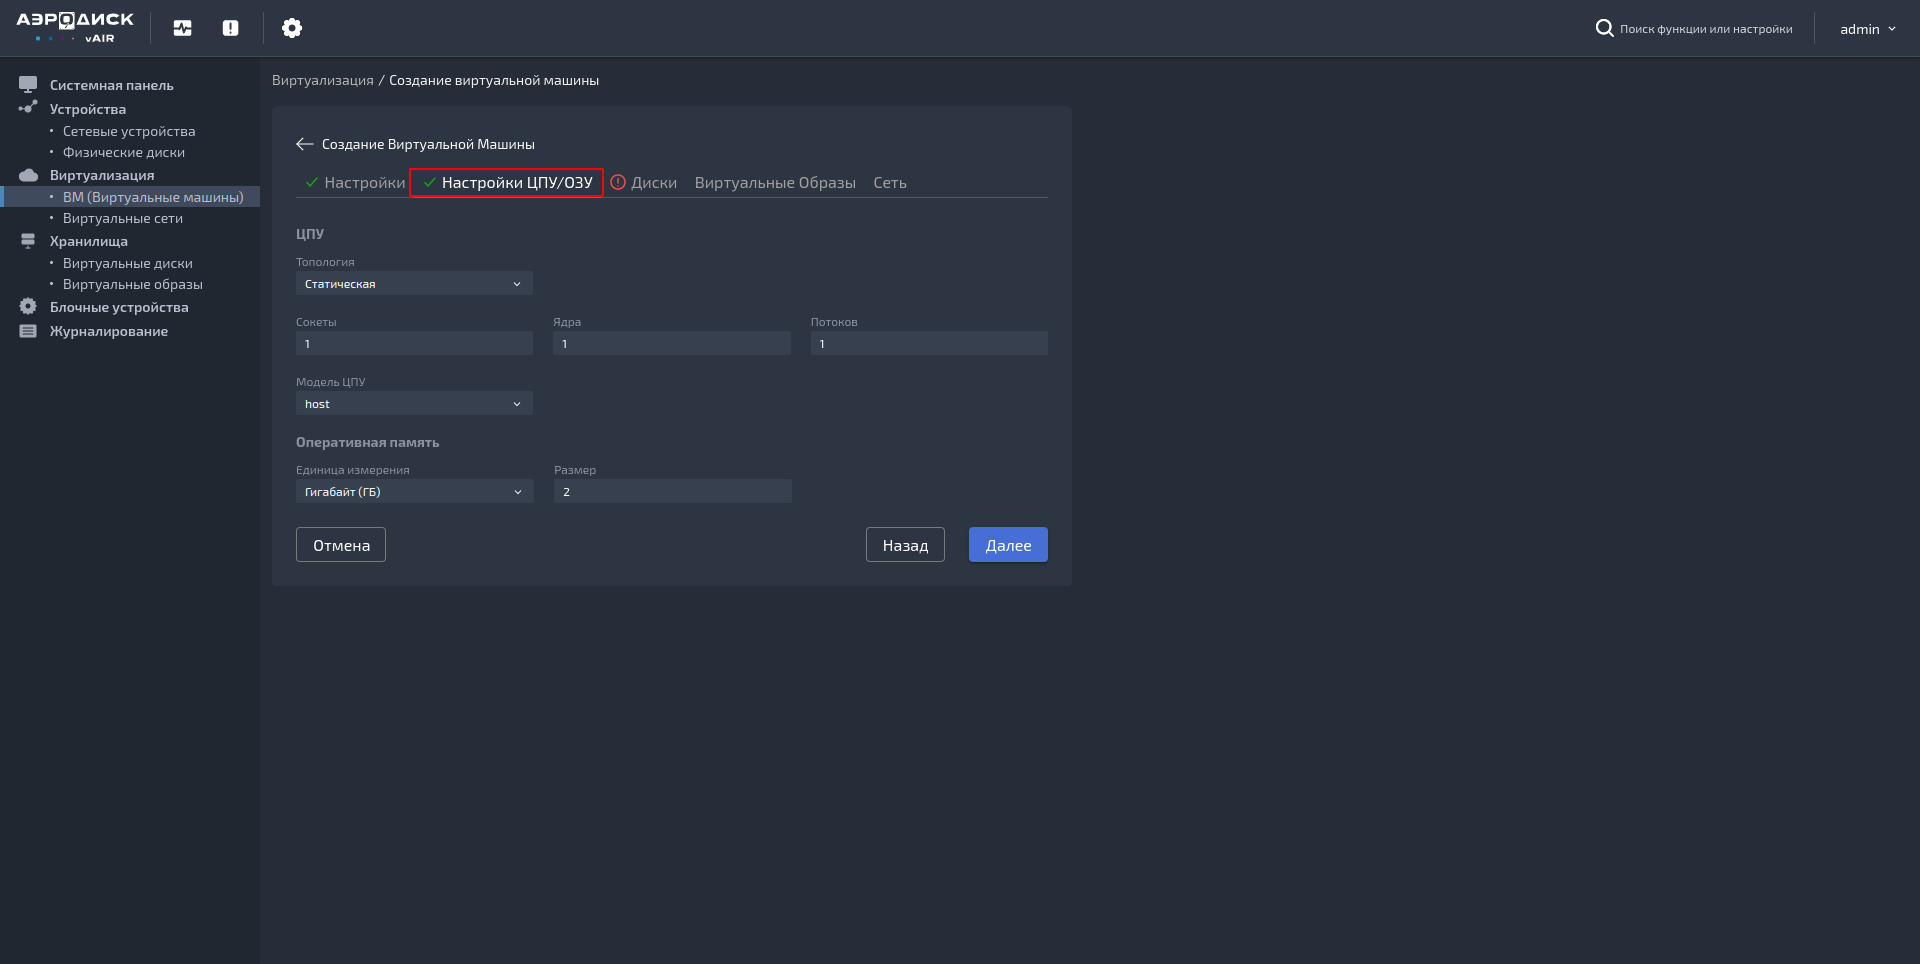 АЭРОДИСК
vAIR
Поиск функции или настройки
admin
Системная панель
Устройства
Сетевые устройства
Физические диски
Виртуализация
ВМ (Виртуальные машины)
Виртуальные сети
Хранилища
Виртуальные диски
Виртуальные образы
Блочные устройства
Журналирование
Виртуализация / Создание виртуальной машины
Создание Виртуальной Машины
Настройки Настройки ЦПУ/ОЗУ Диски Виртуальные Образы Сеть
ЦПУ
Топология
Статическая
Сокеты Ядра Потоков
1 1 1
Модель ЦПУ
host
Оперативная память
Единица измерения Размер
Гигабайт (ГБ) 2
Отмена Назад Далее